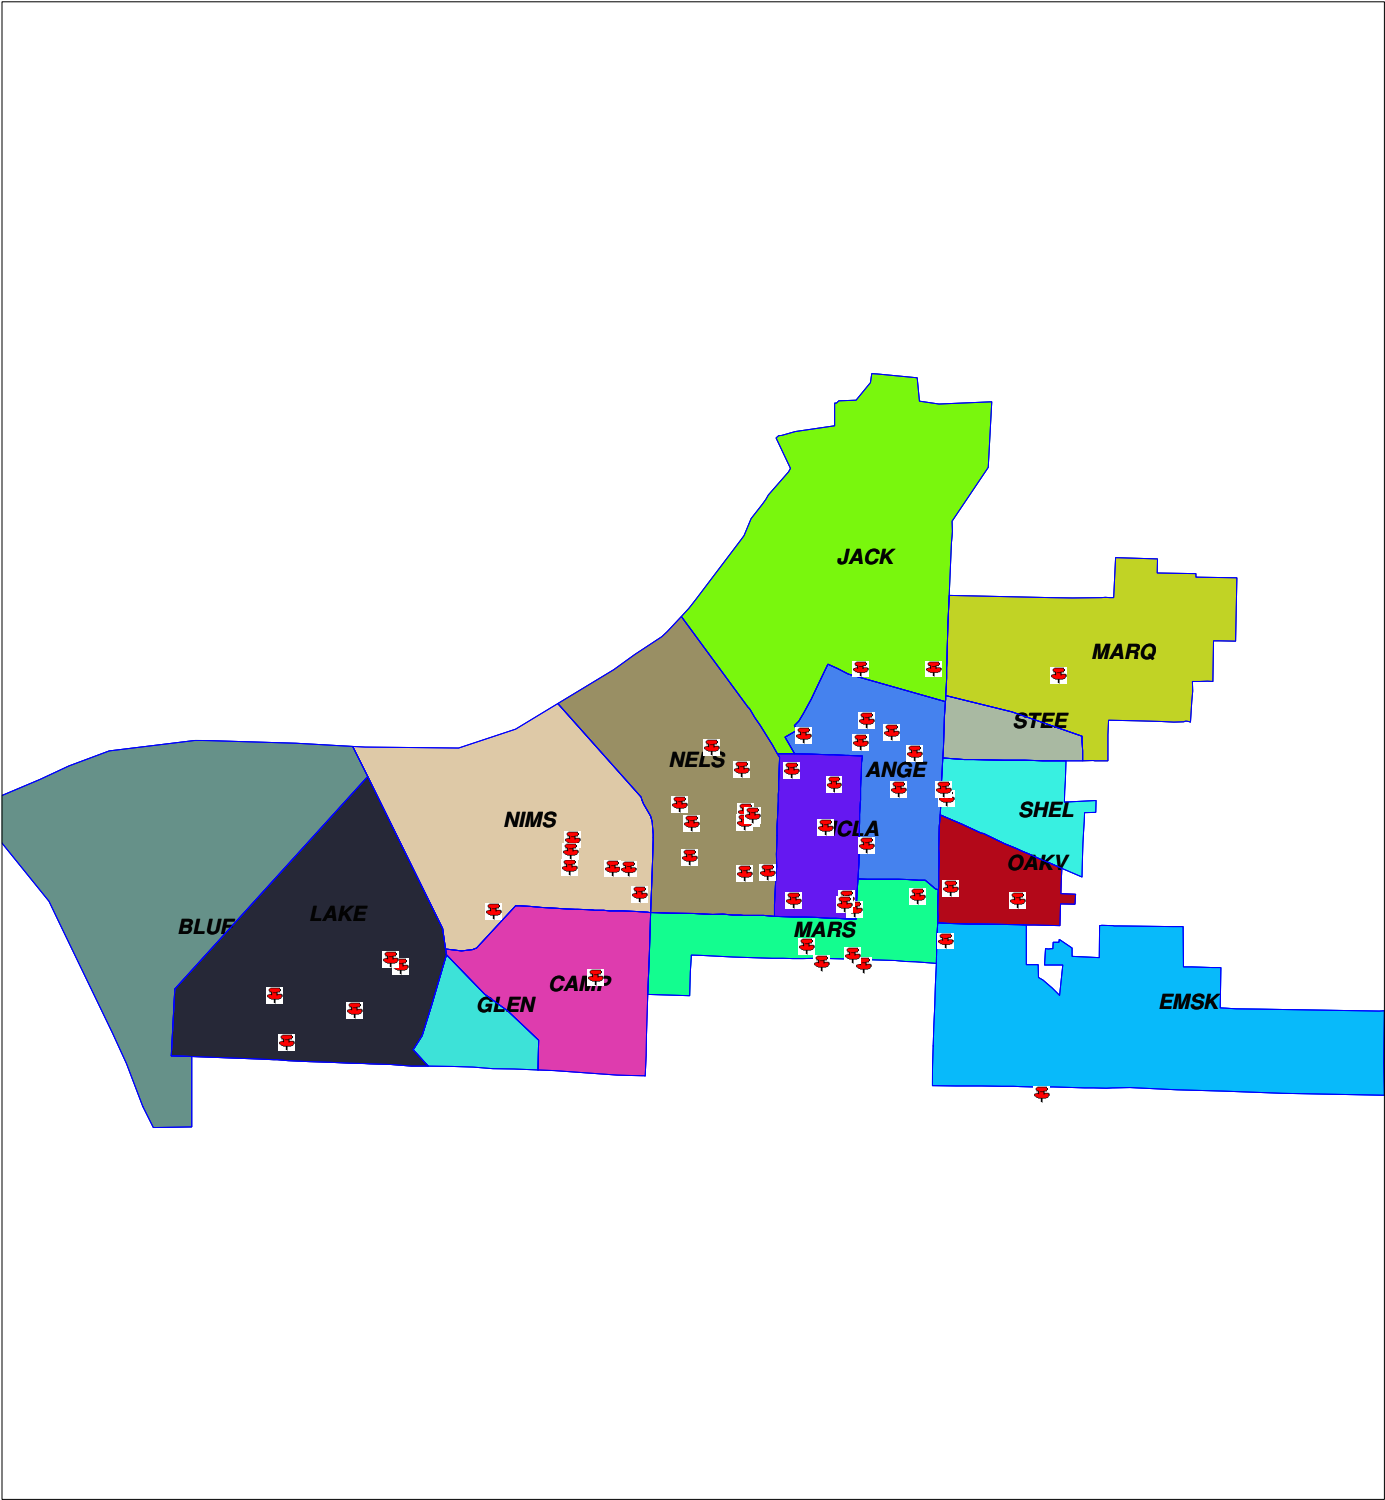 JACK
MARQ
STEE
NELS
ANGE
SHEL
NIMS
CLA
OAKV
LAKE
BLUE
MARS
CAMP
GLEN
EMSK